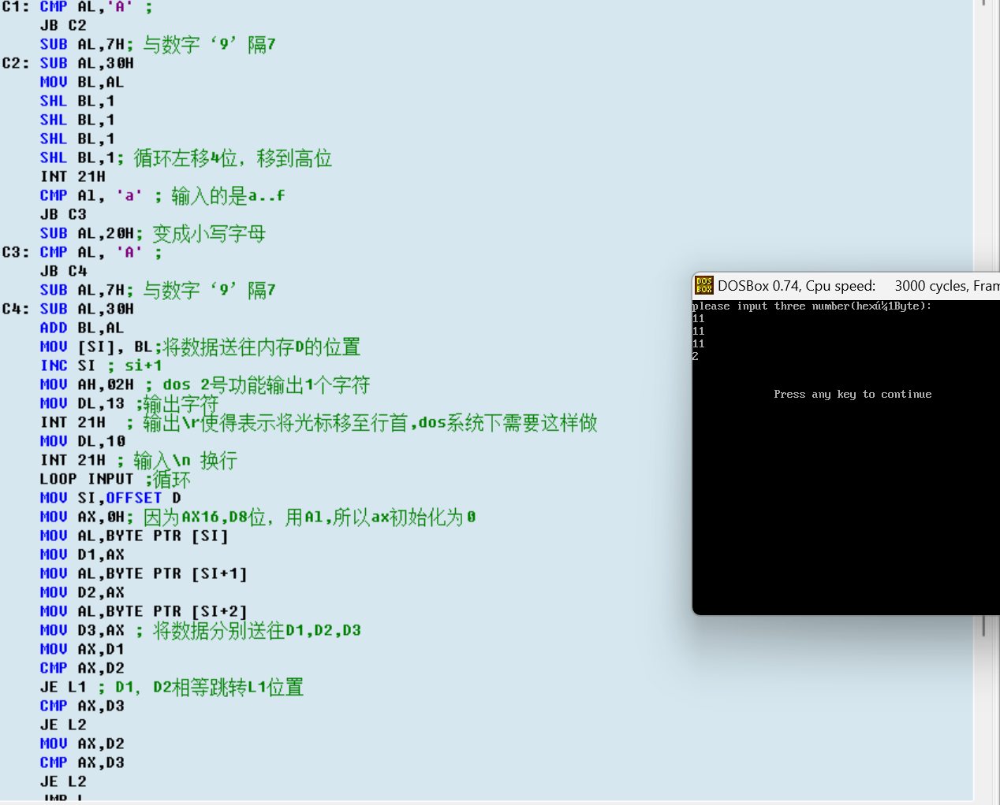 C1: CMP AL,'A' ;
JB C2
SUB AL,7H; 与数字‘9’隔7
C2: SUB AL,30H
MOV BL,AL
SHL BL,1
SHL BL,1
SHL BL,1
SHL BL,1; 循环左移4位，移到高位
INT 21H
CMP Al, 'a' ; 输入的是a..f
JB C3
SUB AL,20H; 变成小写字母
C3: CMP AL, 'A' ;
JB C4
SUB AL,7H; 与数字‘9’隔7
C4: SUB AL,30H
ADD BL,AL
MOV [SI], BL;将数据送往内存D的位置
INC SI ; si+1
MOV AH,02H ; dos 2号功能输出1个字符
MOV DL,13 ;输出字符
INT 21H ; 输出\r使得表示将光标移至行首,dos系统下需要这样做
MOV DL,10
INT 21H ; 输入\n 换行
LOOP INPUT ;循环
MOV SI,OFFSET D
MOV AX,0H; 因为AX16,D8位，用Al,所以ax初始化为0
MOV AL,BYTE PTR [SI]
MOV D1,AX
MOV AL,BYTE PTR [SI+1]
MOV D2,AX
MOV AL,BYTE PTR [SI+2]
MOV D3,AX ; 将数据分别送往D1,D2,D3
MOV AX,D1
CMP AX,D2
JE L1 ; D1，D2相等跳转L1位置
CMP AX,D3
JE L2
MOV AX,D2
CMP AX,D3
JE L2
JMP L
DOSBox 0.74, Cpu speed: 3000 cycles, Fram
please input three number(hexú¼1Byte):
11
11
11
2
Press any key to continue